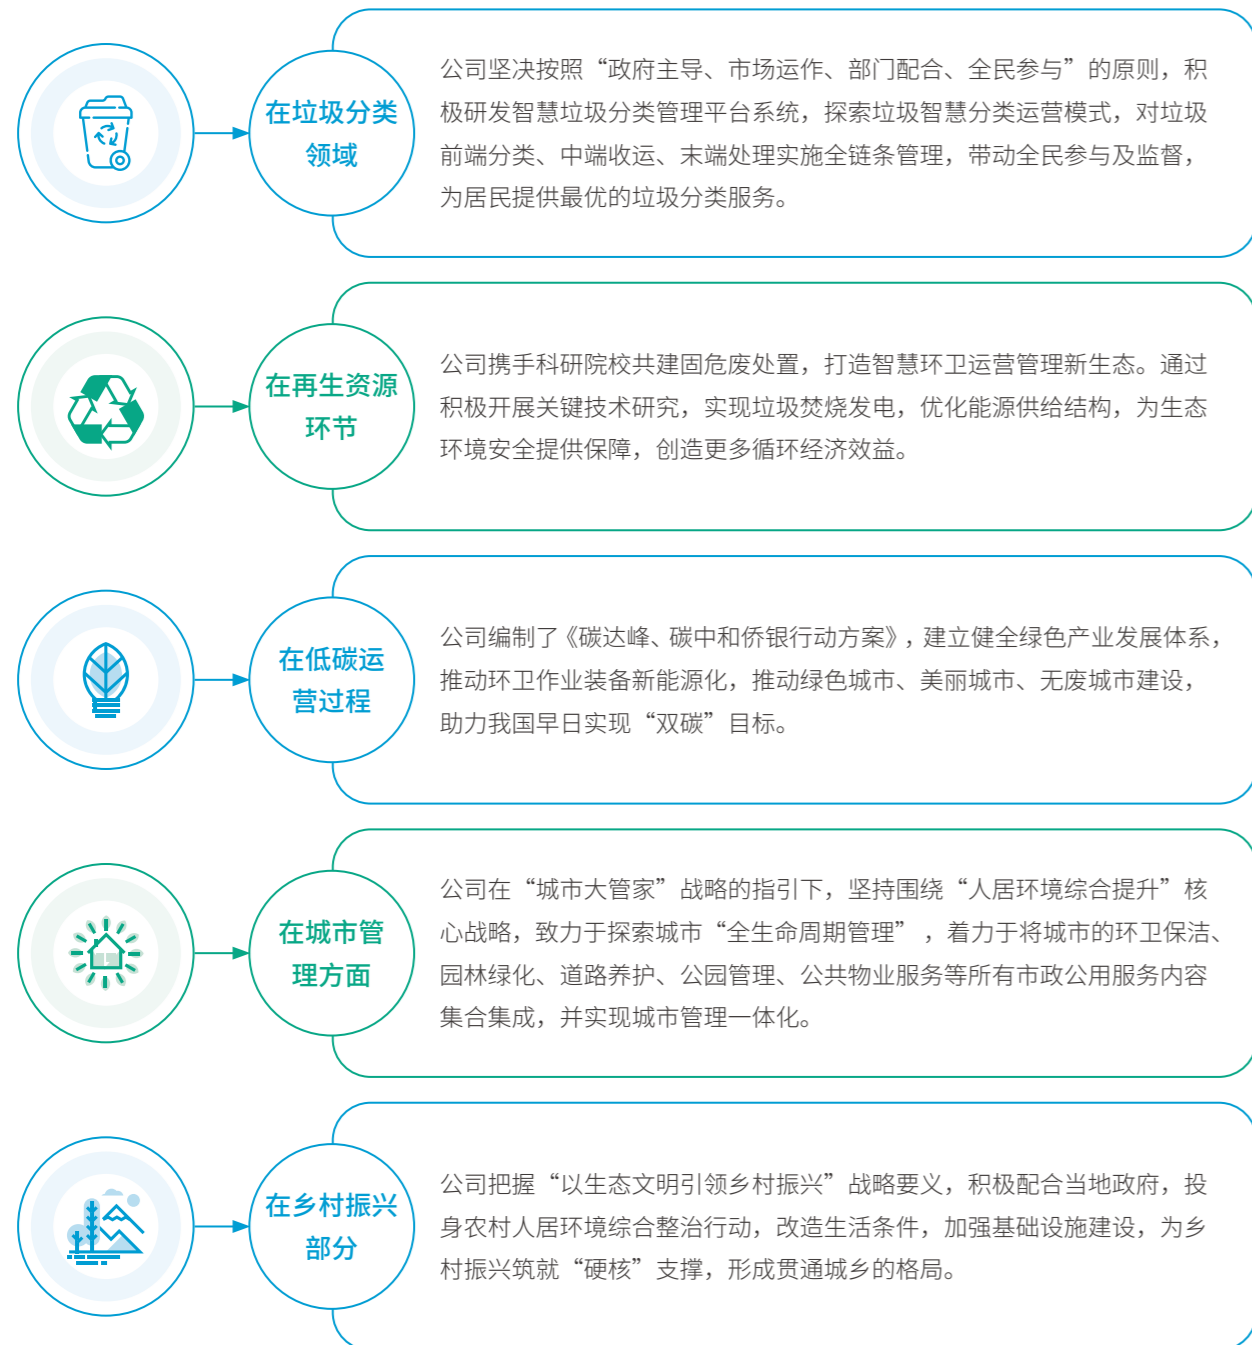 在垃圾分类
领域
公司坚决按照“政府主导、市场运作、部门配合、全民参与”的原则，积
极研发智慧垃圾分类管理平台系统，探索垃圾智慧分类运营模式，对垃圾
前端分类、中端收运、末端处理实施全链条管理，带动全民参与及监督，
为居民提供最优的垃圾分类服务。
在再生资源
环节
公司携手科研院校共建固危废处置，打造智慧环卫运营管理新生态。通过
积极开展关键技术研究，实现垃圾焚烧发电，优化能源供给结构，为生态
环境安全提供保障，创造更多循环经济效益。
在低碳运
营过程
公司编制了《碳达峰、碳中和侨银行动方案》，建立健全绿色产业发展体系，
推动环卫作业装备新能源化，推动绿色城市、美丽城市、无废城市建设，
助力我国早日实现“双碳”目标。
在城市管
理方面
公司在“城市大管家”战略的指引下，坚持围绕“人居环境综合提升”核
心战略，致力于探索城市“全生命周期管理”，着力于将城市的环卫保洁、
园林绿化、道路养护、公园管理、公共物业服务等所有市政公用服务内容
集合集成，并实现城市管理一体化。
在乡村振兴
部分
公司把握“以生态文明引领乡村振兴”战略要义，积极配合当地政府，投
身农村人居环境综合整治行动，改造生活条件，加强基础设施建设，为乡
村振兴筑就“硬核”支撑，形成贯通城乡的格局。